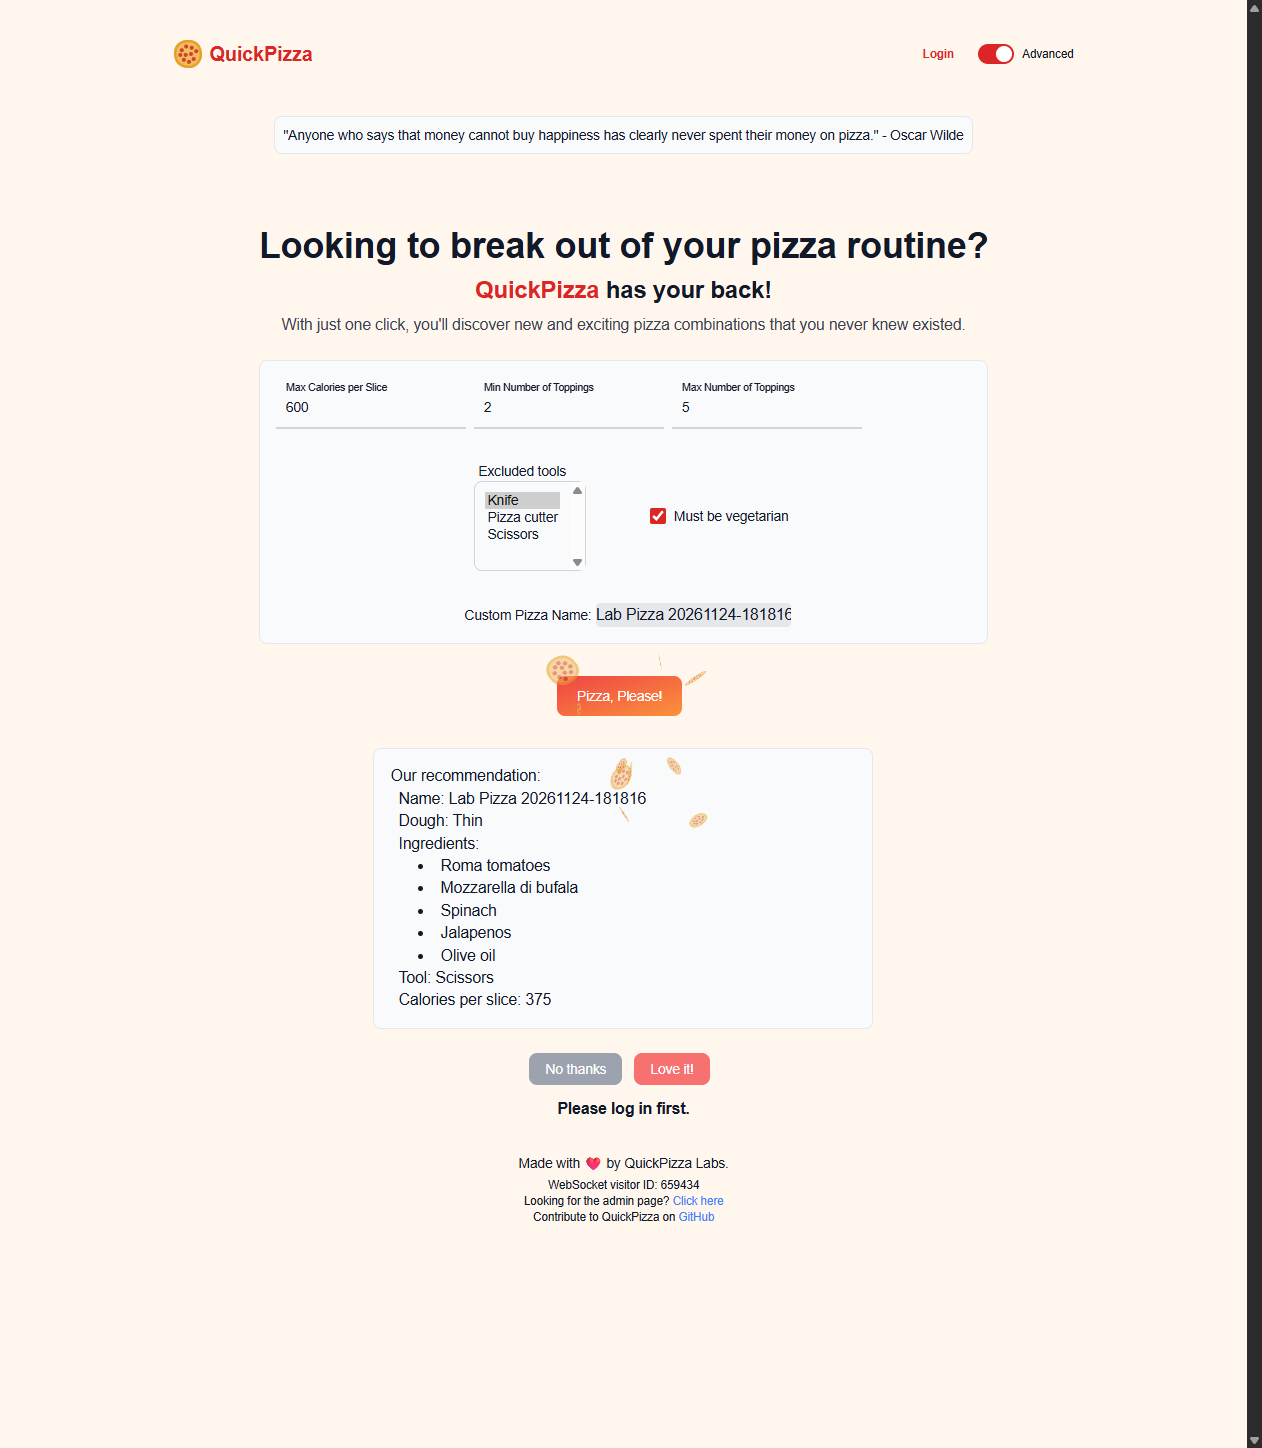 QuickPizza
Login
Advanced
"Anyone who says that money cannot buy happiness has clearly never spent their money on pizza." - Oscar Wilde
Looking to break out of your pizza routine?
QuickPizza has your back!
With just one click, you'll discover new and exciting pizza combinations that you never knew existed.
Max Calories per Slice
600
Min Number of Toppings
2
Max Number of Toppings
5
Excluded tools
Knife
Pizza cutter
Scissors
Must be vegetarian
Custom Pizza Name: Lab Pizza 20261124-181816
Pizza, Please!
Our recommendation:
Name: Lab Pizza 20261124-181816
Dough: Thin
Ingredients:
• Roma tomatoes
• Mozzarella di bufala
• Spinach
• Jalapenos
• Olive oil
Tool: Scissors
Calories per slice: 375
No thanks
Love it!
Please log in first.
Made with ❤️ by QuickPizza Labs.
WebSocket visitor ID: 659434
Looking for the admin page? Click here
Contribute to QuickPizza on GitHub